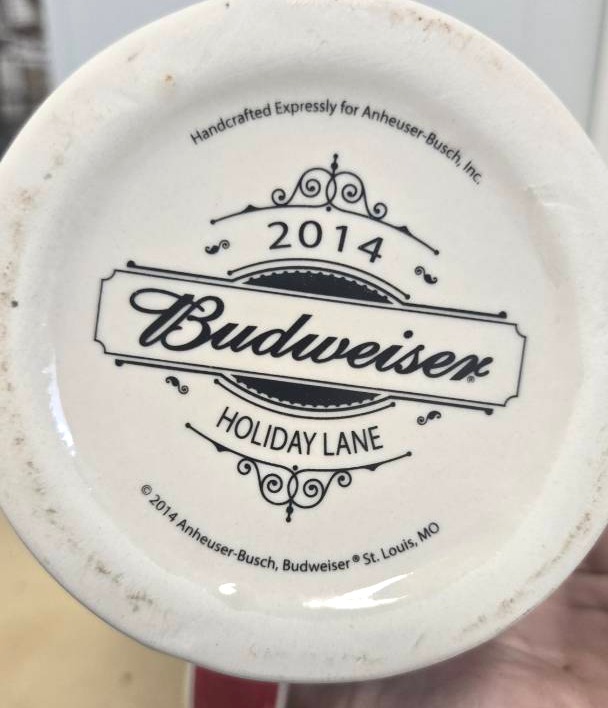 Handcrafted Expressly for Anheuser-Busch, Inc.
2014
Budweiser®
HOLIDAY LANE
© 2014 Anheuser-Busch, Budweiser® St. Louis, MO